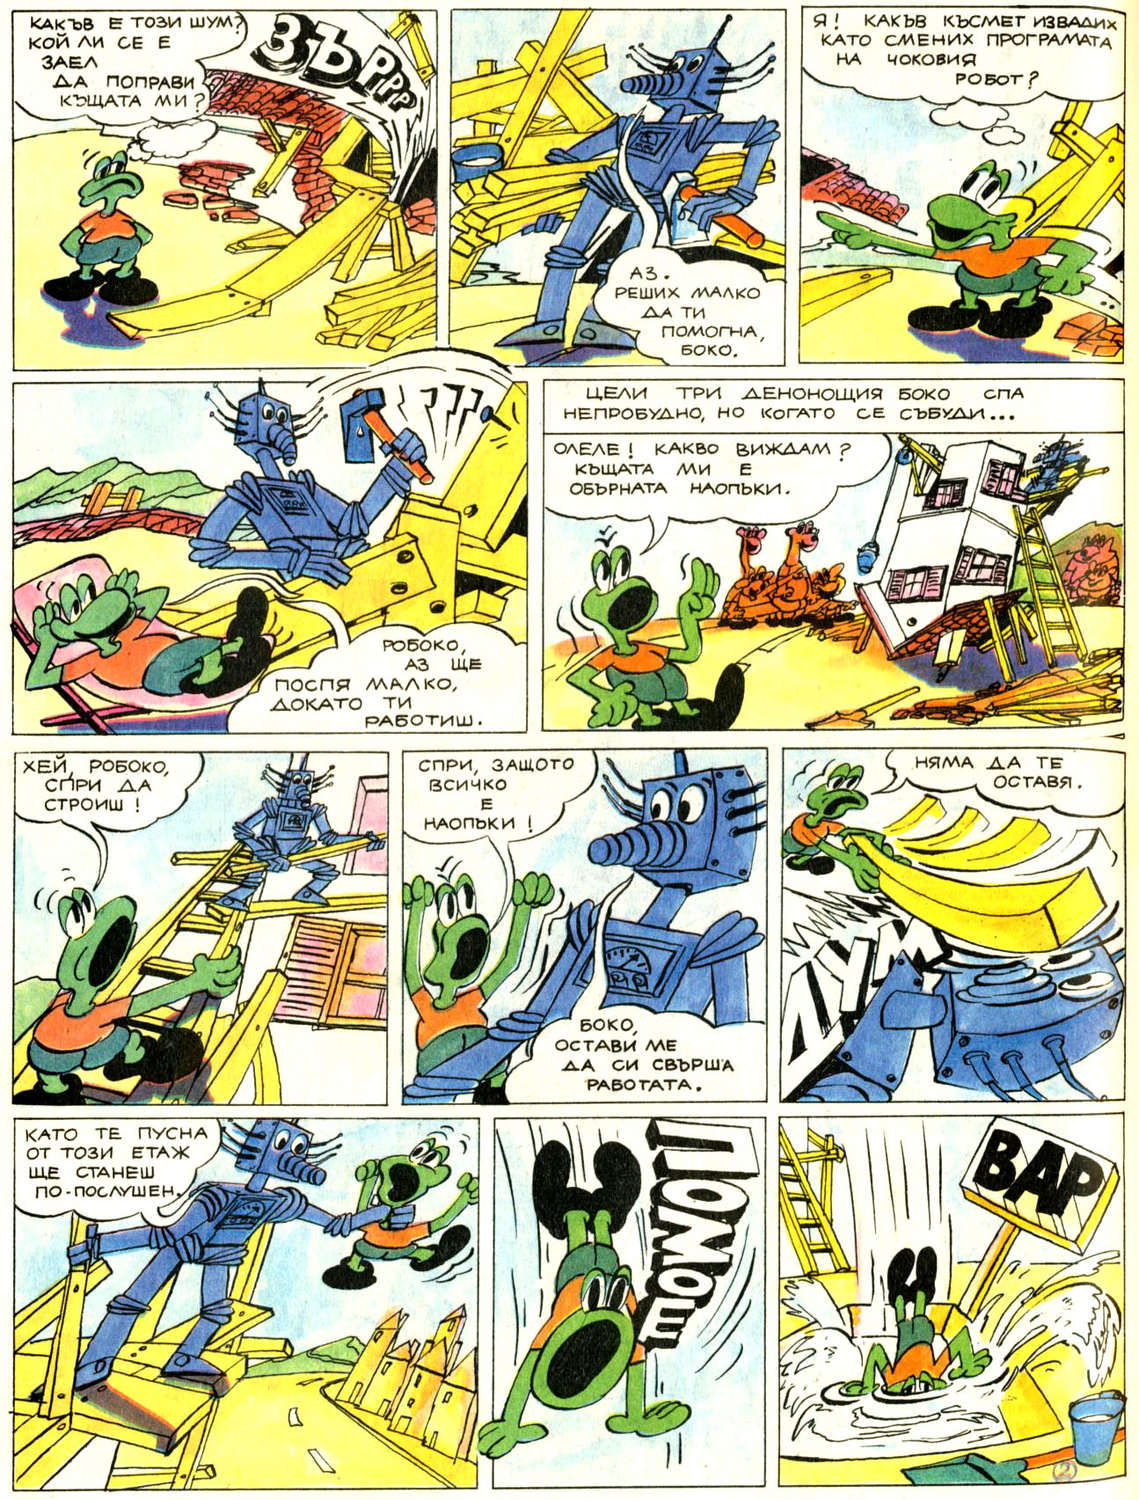 КАКЪВ Е ТОЗИ ШУМ?
КОЙ ЛИ СЕ Е
ЗАЕЛ
ДА ПОПРАВИ
КЪЩАТА МИ?
ЗЪРРР
АЗ.
РЕШИХ МАЛКО
ДА ТИ
ПОМОГНА,
БОКО.
Я! КАКЪВ КЪСМЕТ ИЗВАДИХ
КАТО СМЕНИХ ПРОГРАМАТА
НА ЧОКОВИЯ
РОБОТ?
РОБОКО,
АЗ ЩЕ
ПОСПЯ МАЛКО,
ДОКАТО ТИ
РАБОТИШ.
ЦЕЛИ ТРИ ДЕНОНОЩИЯ БОКО СПА
НЕПРОБУДНО, НО КОГАТО СЕ СЪБУДИ...
ОЛЕЛЕ! КАКВО ВИЖДАМ?
КЪЩАТА МИ Е
ОБЪРНАТА НАОПЪКИ.
ХЕЙ, РОБОКО,
СПРИ ДА
СТРОИШ!
СПРИ, ЗАЩОТО
ВСИЧКО
Е
НАОПЪКИ!
БОКО,
ОСТАВИ МЕ
ДА СИ СВЪРША
РАБОТАТА.
НЯМА ДА ТЕ
ОСТАВЯ.
ДУМ
КАТО ТЕ ПУСНА
ОТ ТОЗИ ЕТАЖ
ЩЕ СТАНЕШ
ПО-ПОСЛУШЕН.
ПОМОЩ
ВАР
2